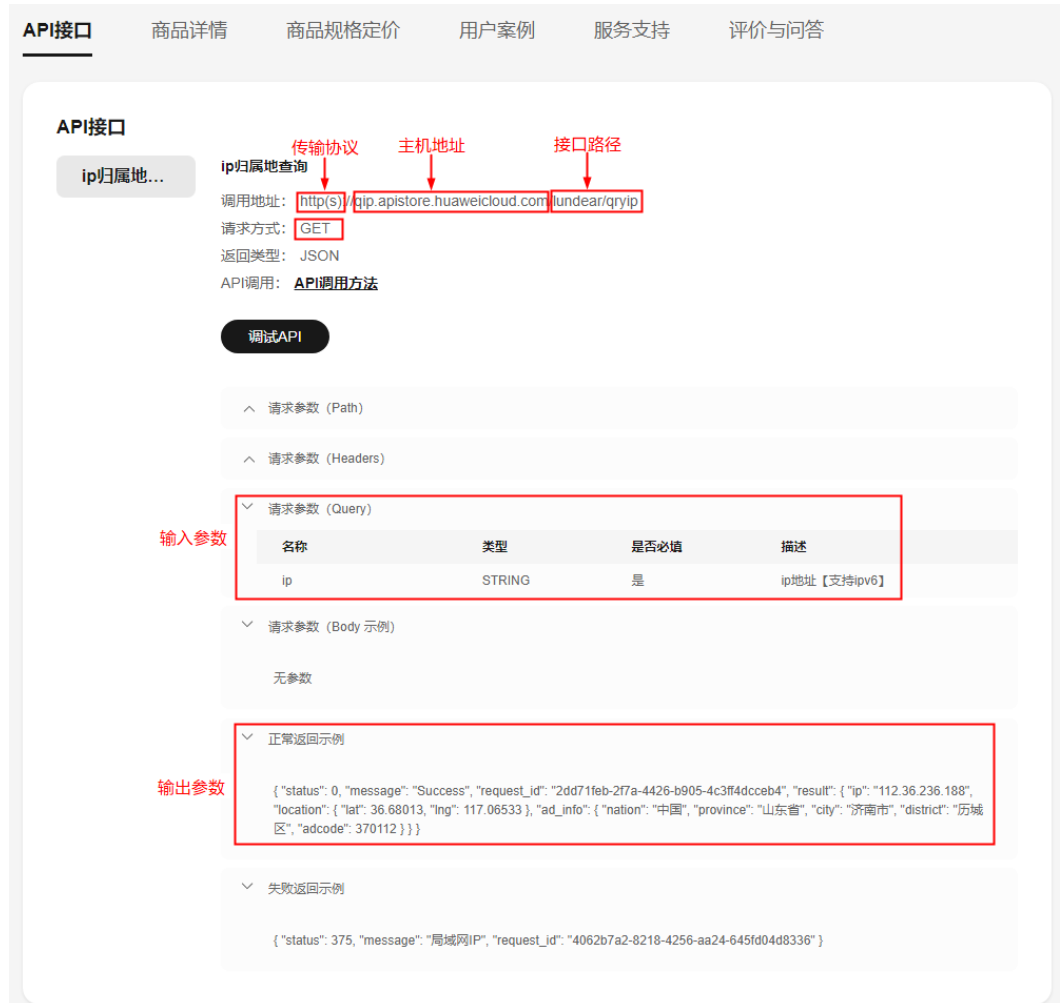 API接口 商品详情 商品规格定价 用户案例 服务支持 评价与问答
API接口
传输协议 主机地址 接口路径
ip归属地... ip归属地查询
调用地址： http(s)://qip.apistore.huaweicloud.com/lundear/qryip
请求方式： GET
返回类型： JSON
API调用： API调用方法
调试API
请求参数（Path）
请求参数（Headers）
请求参数（Query）
输入参数
名称 类型 是否必填 描述
ip STRING 是 ip地址【支持ipv6】
请求参数（Body 示例）
无参数
正常返回示例
输出参数
{ "status": 0, "message": "Success", "request_id": "2dd71feb-2f7a-4426-b905-4c3ff4dcceb4", "result": { "ip": "112.36.236.188",
"location": { "lat": 36.68013, "lng": 117.06533 }, "ad_info": { "nation": "中国", "province": "山东省", "city": "济南市", "district": "历城
区", "adcode": 370112 } } }
失败返回示例
{ "status": 375, "message": "局域网IP", "request_id": "4062b7a2-8218-4256-aa24-645fd04d8336" }